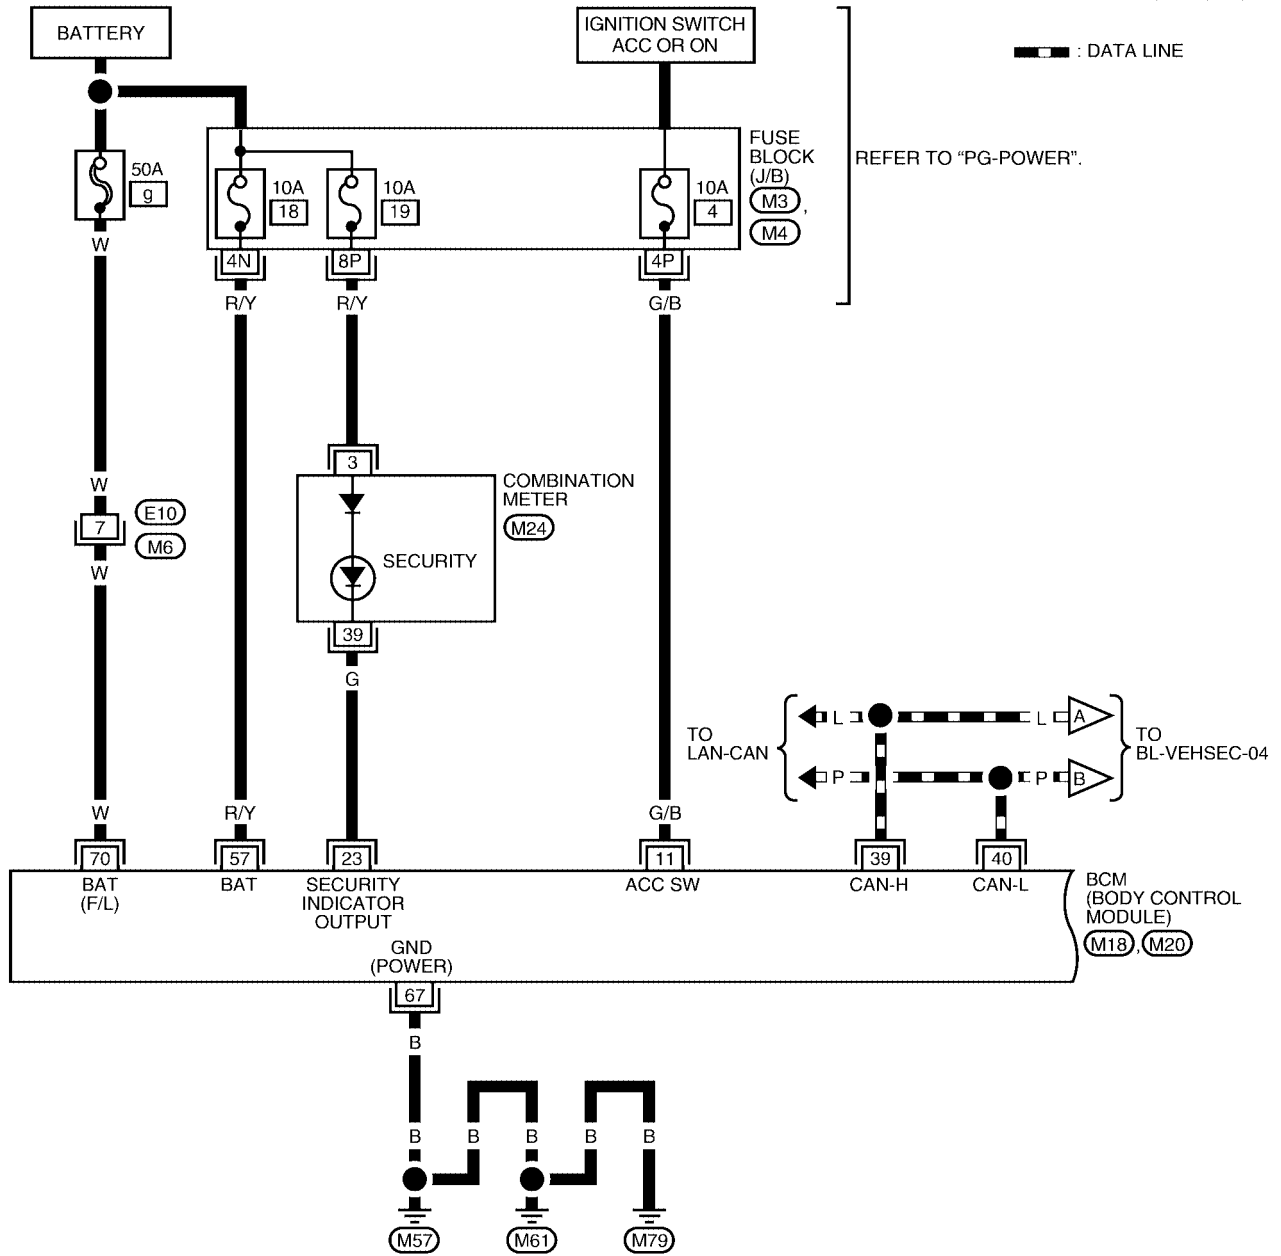 BATTERY
IGNITION SWITCH
ACC OR ON
: DATA LINE
50A
g
10A
18
10A
19
10A
4
FUSE
BLOCK
(J/B)
M3 ,
M4
REFER TO “PG-POWER”.
W
4N
8P
4P
R/Y
R/Y
G/B
3
COMBINATION
METER
M24
W
7
E10
M6
W
SECURITY
39
G
TO
LAN-CAN
L
L
A
P
P
B
TO
BL-VEHSEC-04
W
R/Y
G/B
70
57
23
11
39
40
BAT
(F/L)
BAT
SECURITY
INDICATOR
OUTPUT
ACC SW
CAN-H
CAN-L
BCM
(BODY CONTROL
MODULE)
M18 , M20
GND
(POWER)
67
B
B
B
B
B
B
M57
M61
M79